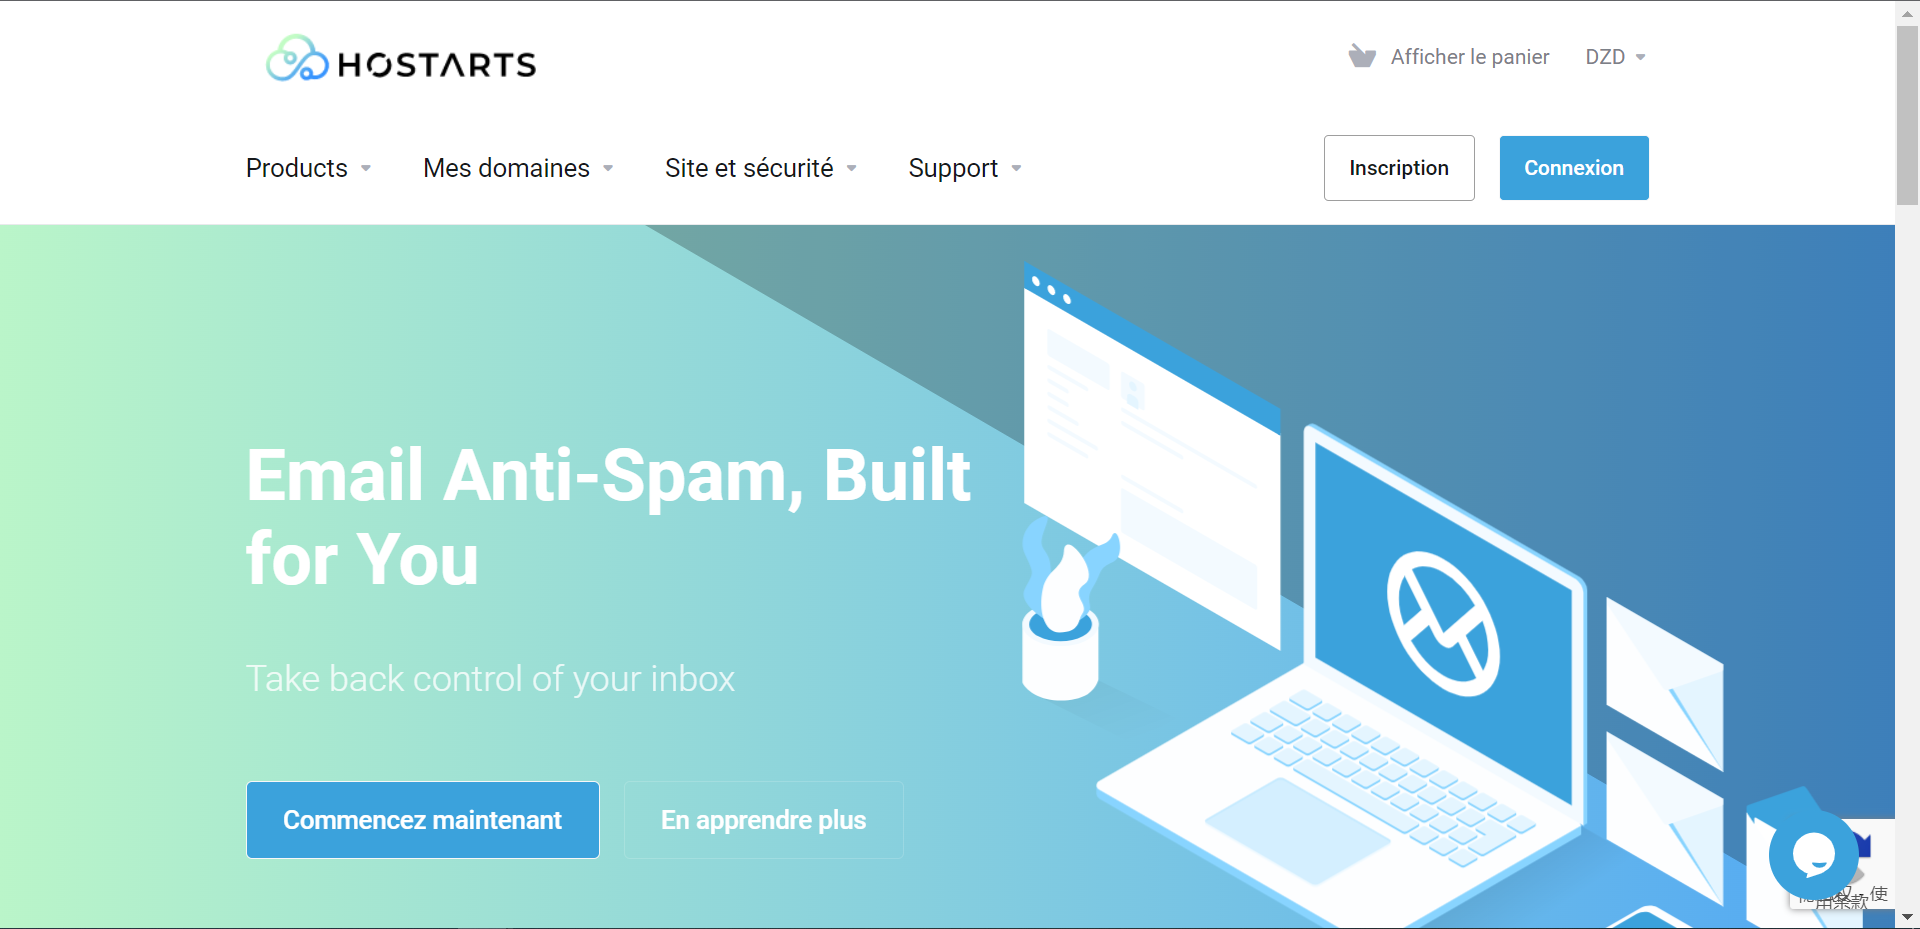 HOSTARTS
Afficher le panier
DZD
Products
Mes domaines
Site et sécurité
Support
Inscription
Connexion
Email Anti-Spam, Built
for You
Take back control of your inbox
Commencez maintenant
En apprendre plus
使
用条款